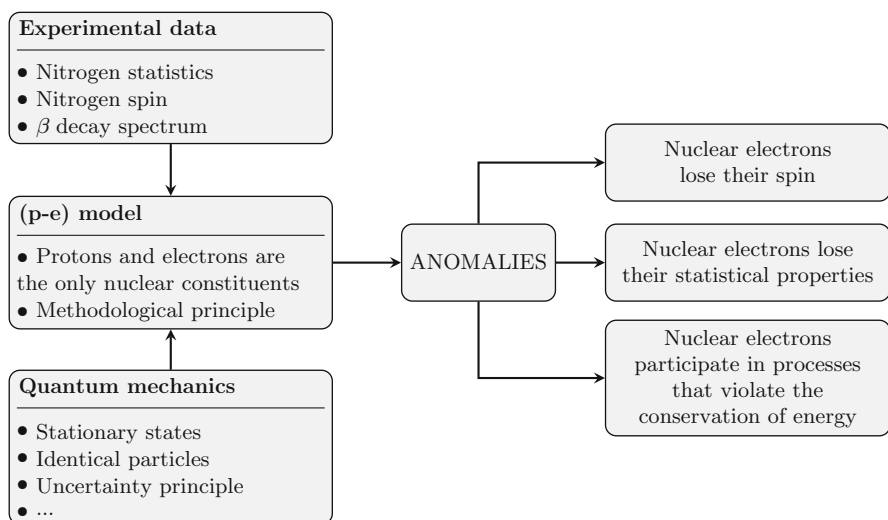 Experimental data
● Nitrogen statistics
● Nitrogen spin
● β decay spectrum
(p-e) model
● Protons and electrons are
the only nuclear constituents
● Methodological principle
Quantum mechanics
● Stationary states
● Identical particles
● Uncertainty principle
● ...
ANOMALIES
Nuclear electrons
lose their spin
Nuclear electrons lose
their statistical properties
Nuclear electrons
participate in processes
that violate the
conservation of energy